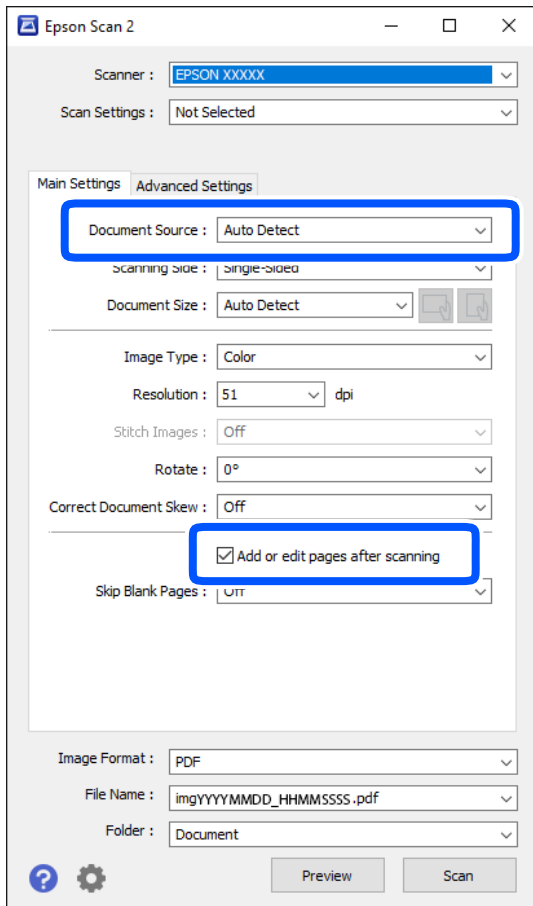 Epson Scan 2
Scanner : EPSON XXXXX
Scan Settings : Not Selected
Main Settings Advanced Settings
Document Source : Auto Detect
Scanning Side : Single-Sided
Document Size : Auto Detect
Image Type : Color
Resolution : 51 dpi
Stitch Images : Off
Rotate : 0°
Correct Document Skew : Off
Add or edit pages after scanning
Skip Blank Pages : Off
Image Format : PDF
File Name : imgYYYYMMDD_HHMMSSSS.pdf
Folder : Document
? Preview Scan